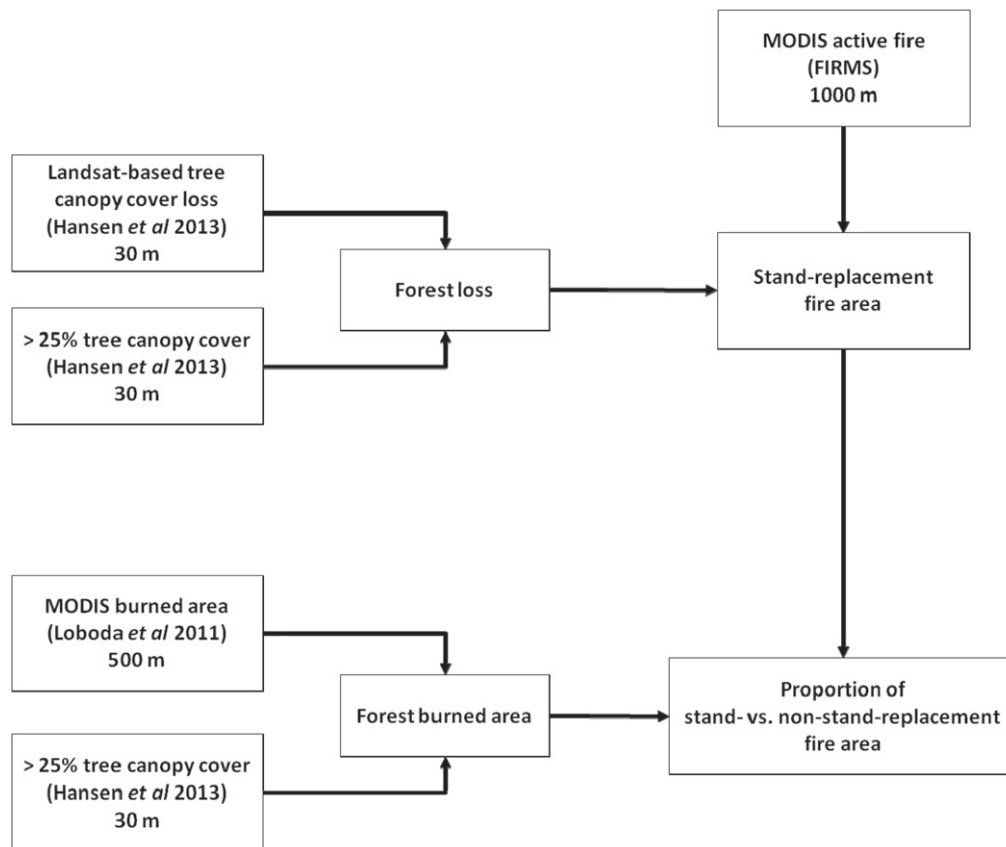 MODIS active fire
(FIRMS)
1000 m
Landsat-based tree
canopy cover loss
(Hansen et al 2013)
30 m
Forest loss
Stand-replacement
fire area
> 25% tree canopy cover
(Hansen et al 2013)
30 m
MODIS burned area
(Loboda et al 2011)
500 m
Forest burned area
Proportion of
stand- vs. non-stand-replacement
fire area
> 25% tree canopy cover
(Hansen et al 2013)
30 m